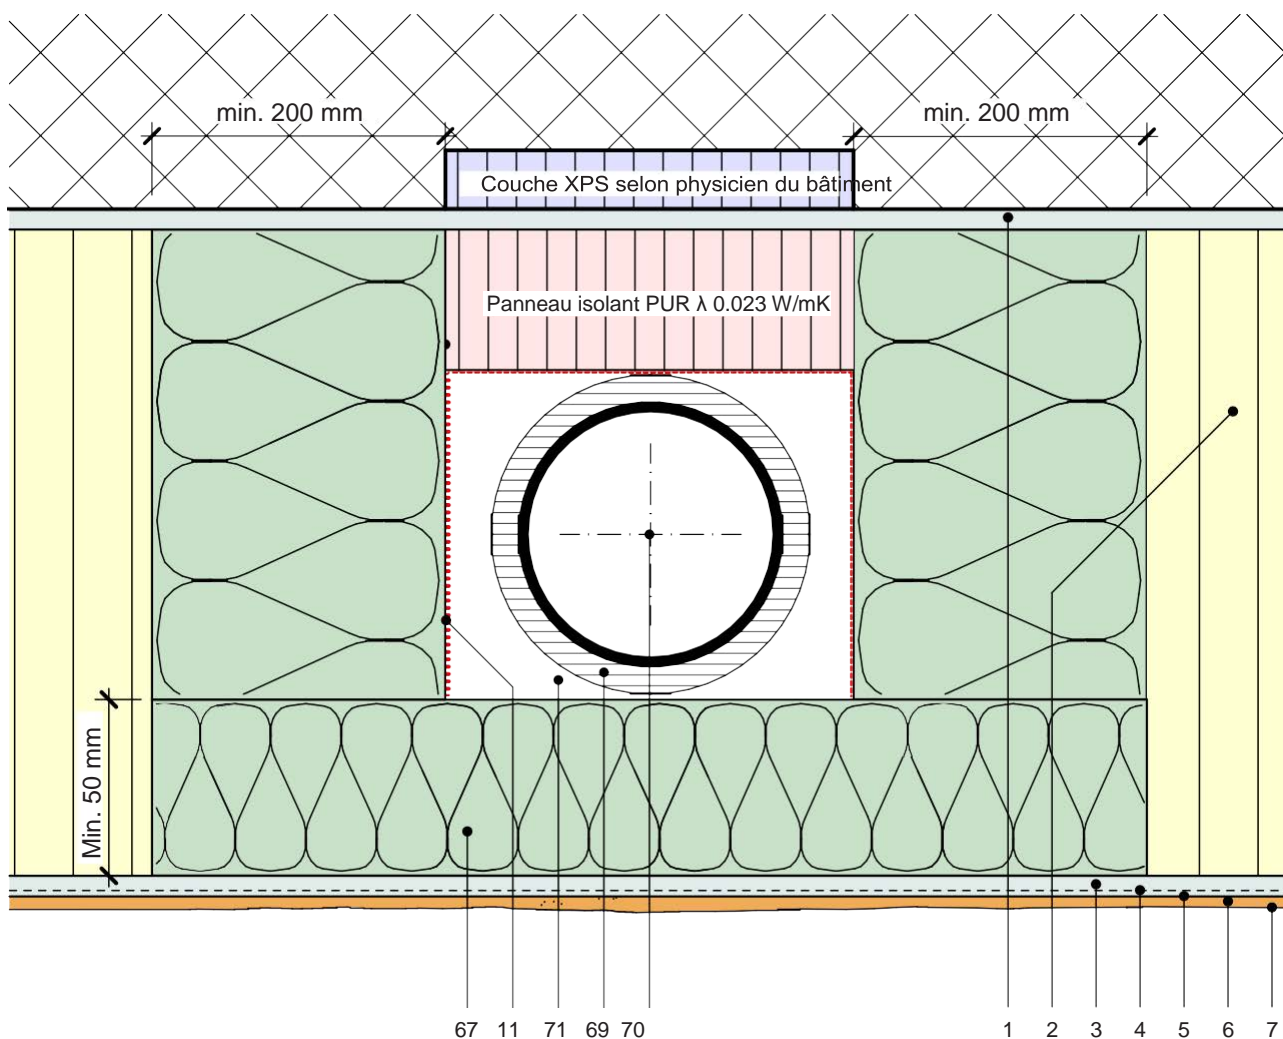 min. 200 mm
min. 200 mm
Couche XPS selon physicien du bâtiment
Panneau isolant PUR λ 0.023 W/mK
Min. 50 mm
67 11 71 69 70 1 2 3 4 5 6 7